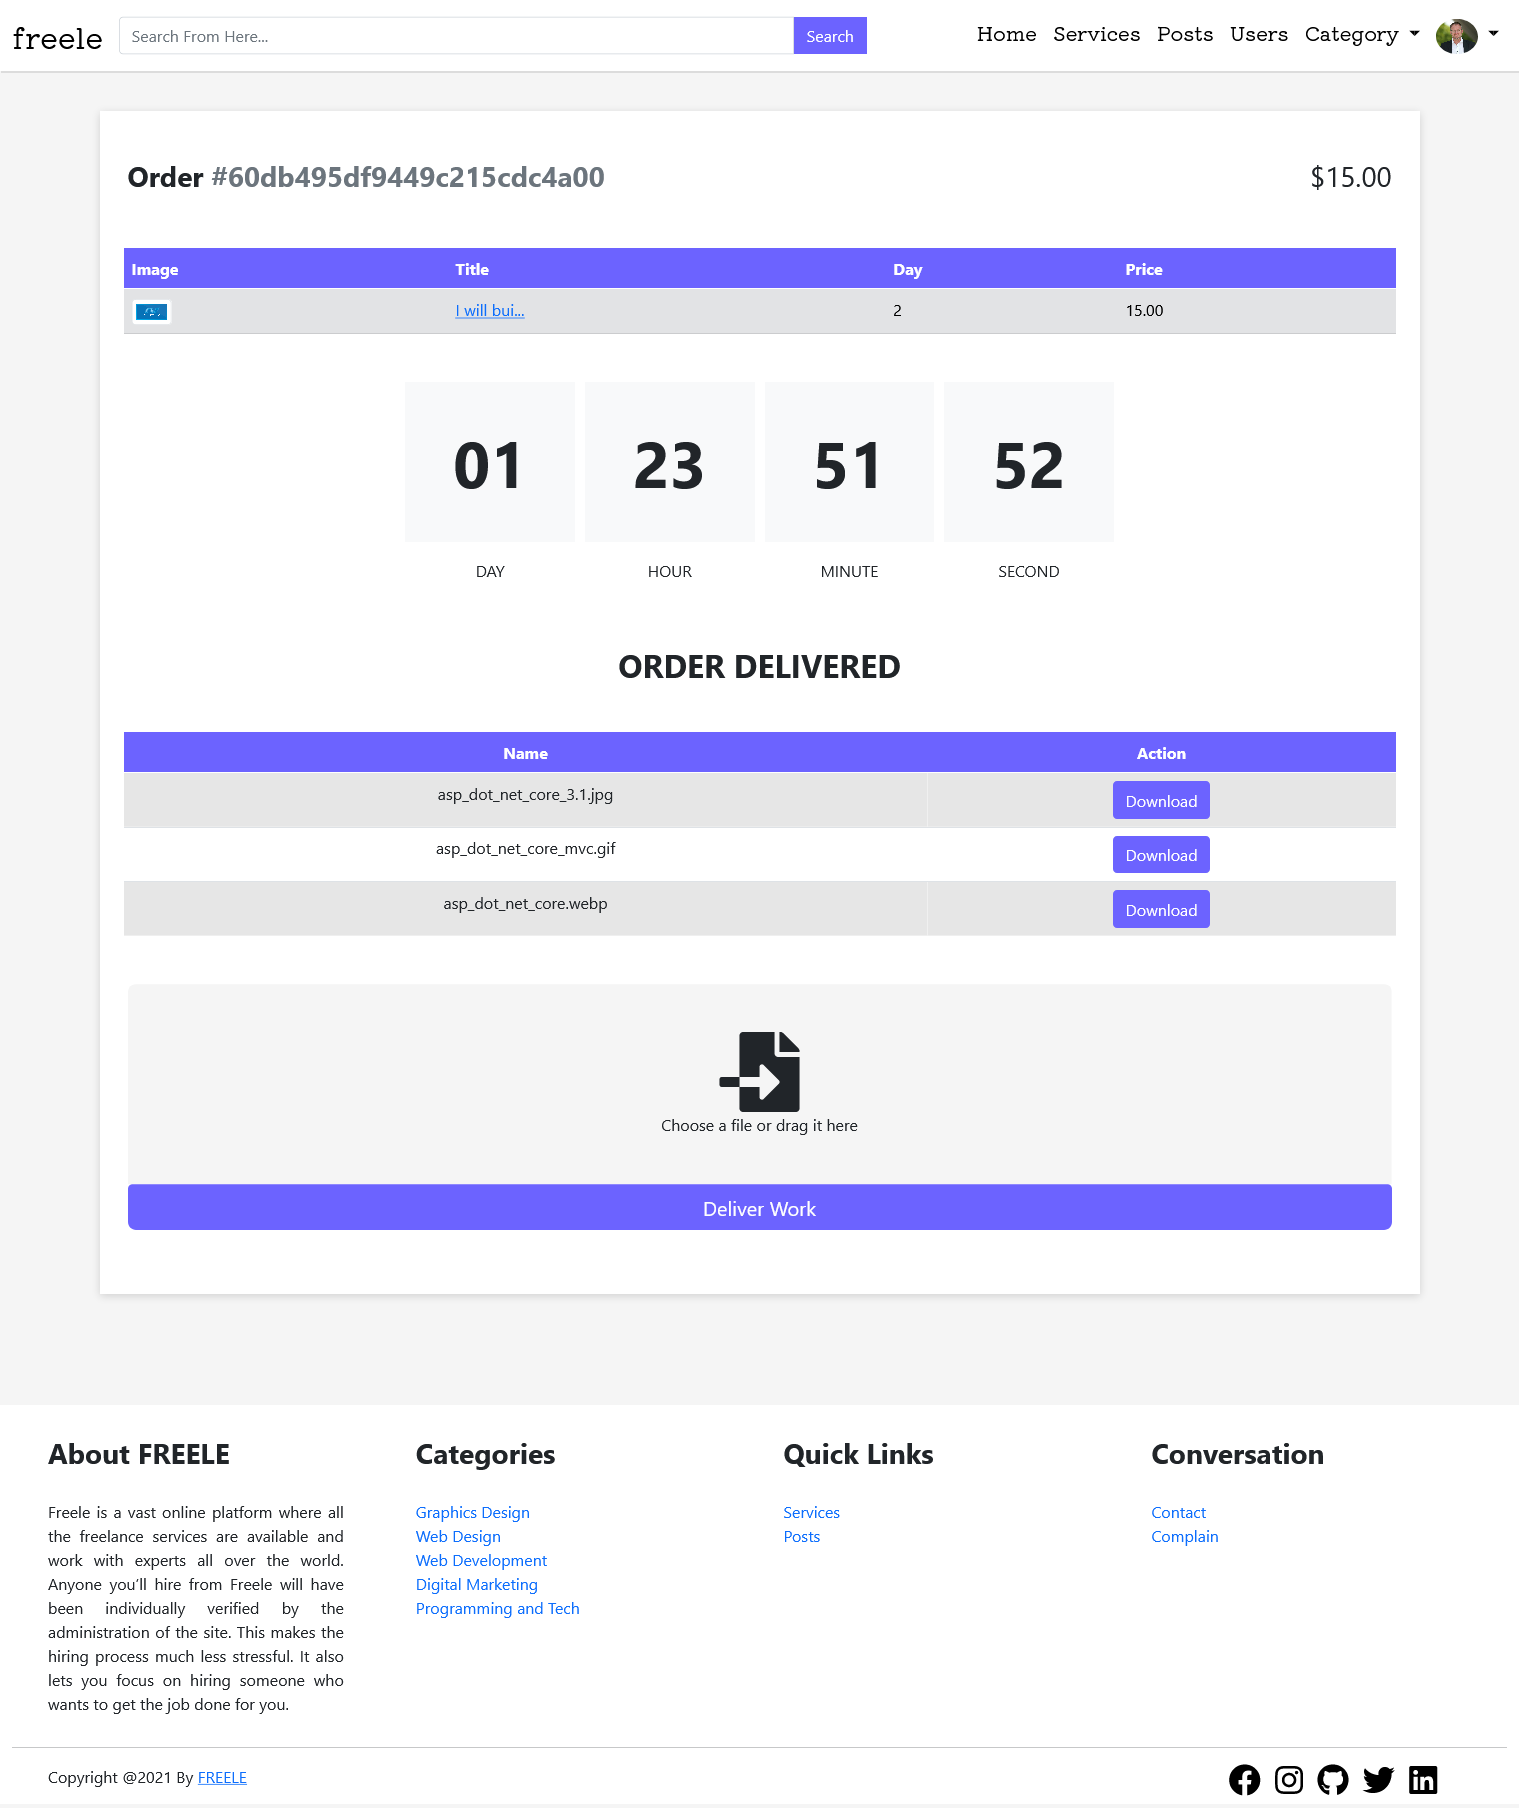 freele
Search From Here...
Search
Home Services Posts Users Category
Order #60db495df9449c215cdc4a00
$15.00
Image Title Day Price
I will bui... 2 15.00
01 23 51 52
DAY HOUR MINUTE SECOND
ORDER DELIVERED
Name Action
asp_dot_net_core_3.1.jpg Download
asp_dot_net_core_mvc.gif Download
asp_dot_net_core.webp Download
Choose a file or drag it here
Deliver Work
About FREELE
Freele is a vast online platform where all
the freelance services are available and
work with experts all over the world.
Anyone you'll hire from Freele will have
been individually verified by the
administration of the site. This makes the
hiring process much less stressful. It also
lets you focus on hiring someone who
wants to get the job done for you.
Categories
Graphics Design
Web Design
Web Development
Digital Marketing
Programming and Tech
Quick Links
Services
Posts
Conversation
Contact
Complain
Copyright @2021 By FREELE